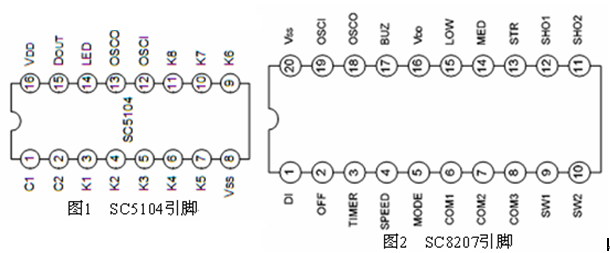 VDD DOUT LED OSCO OSCI K8 K7 K6
16 15 14 13 12 11 10 9
SC5104
1 2 3 4 5 6 7 8
C1 C2 K1 K2 K3 K4 K5 VSS
图1 SC5104引脚
Vss OSCI OSCO BUZ VDD LOW MED STR SHO1 SHO2
20 19 18 17 16 15 14 13 12 11
1 2 3 4 5 6 7 8 9 10
DI OFF TIMER SPEED MODE COM1 COM2 COM3 SW1 SW2
图2 SC8207引脚